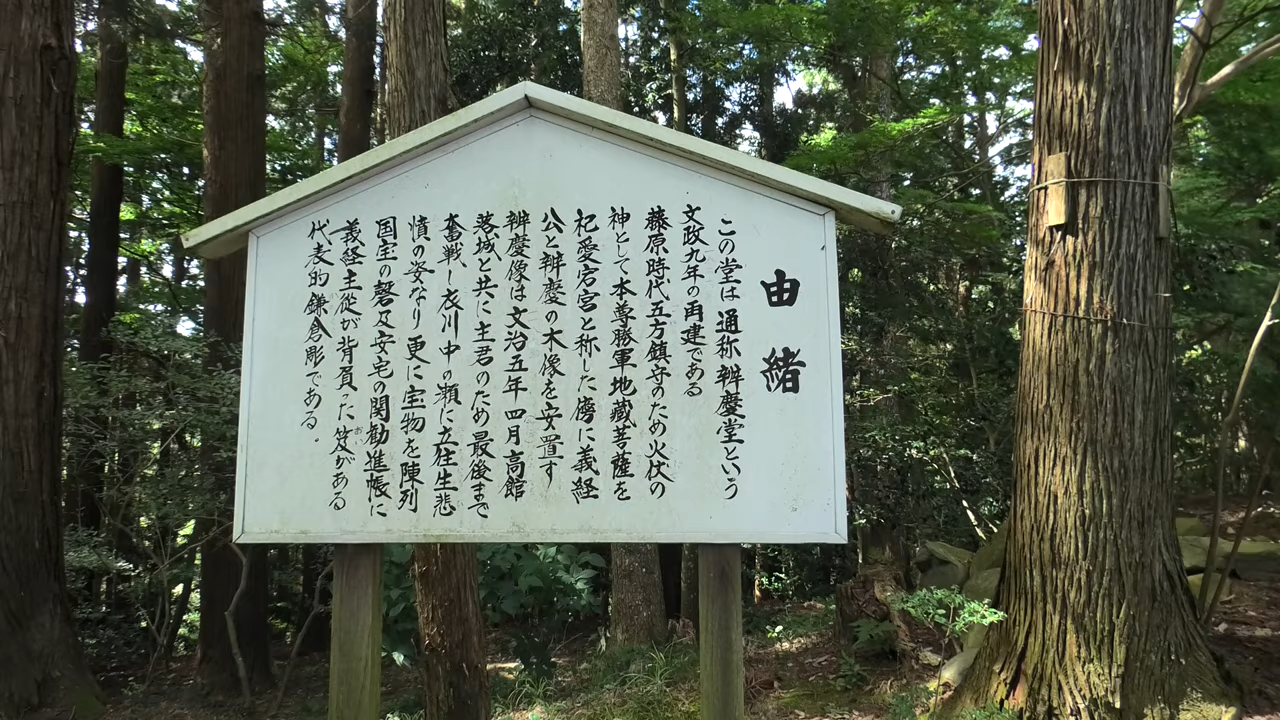 由緒
この堂は通称辨慶堂という
文政九年の再建である
藤原時代五方鎮守のため火伏の
神として本尊勝軍地蔵菩薩を
祀愛宕宮と称した傍に義経
公と辨慶の木像を安置す
辨慶像は文治五年四月高館
落城と共に主君のため最後まで
奮戦し衣川中の瀬に立往生悲
憤の姿なり更に宝物を陳列
国宝の磬及安宅の関勧進帳に
義経主従が背負った笈がある
おい
代表的鎌倉彫である。